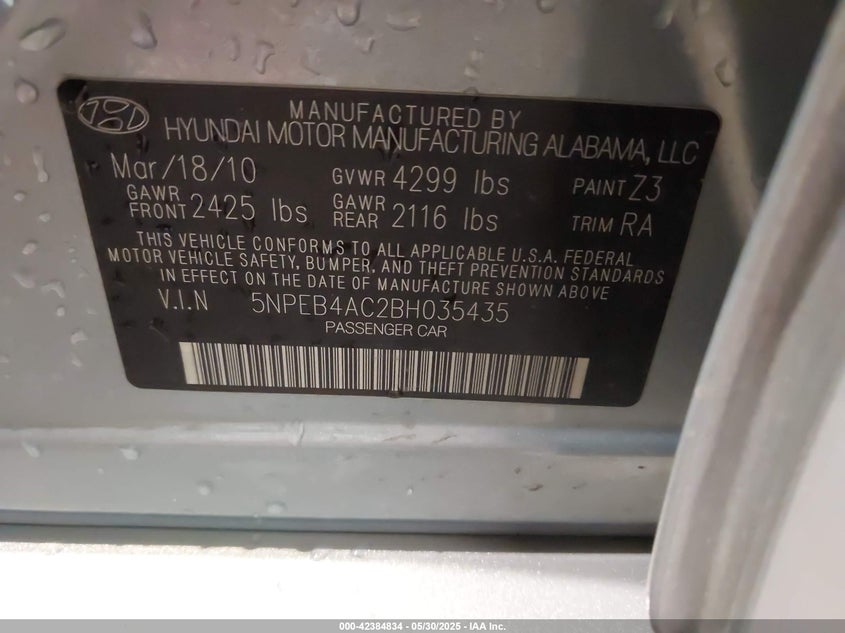 MANUFACTURED BY
HYUNDAI MOTOR MANUFACTURING ALABAMA, LLC
Mar/18/10 GVWR 4299 lbs PAINT Z3
GAWR FRONT 2425 lbs GAWR REAR 2116 lbs TRIM RA
THIS VEHICLE CONFORMS TO ALL APPLICABLE U.S.A. FEDERAL
MOTOR VEHICLE SAFETY, BUMPER, AND THEFT PREVENTION STANDARDS
IN EFFECT ON THE DATE OF MANUFACTURE SHOWN ABOVE
V.I.N 5NPEB4AC2BH035435
PASSENGER CAR
000-42384834 — 05/30/2025 — IAA Inc.